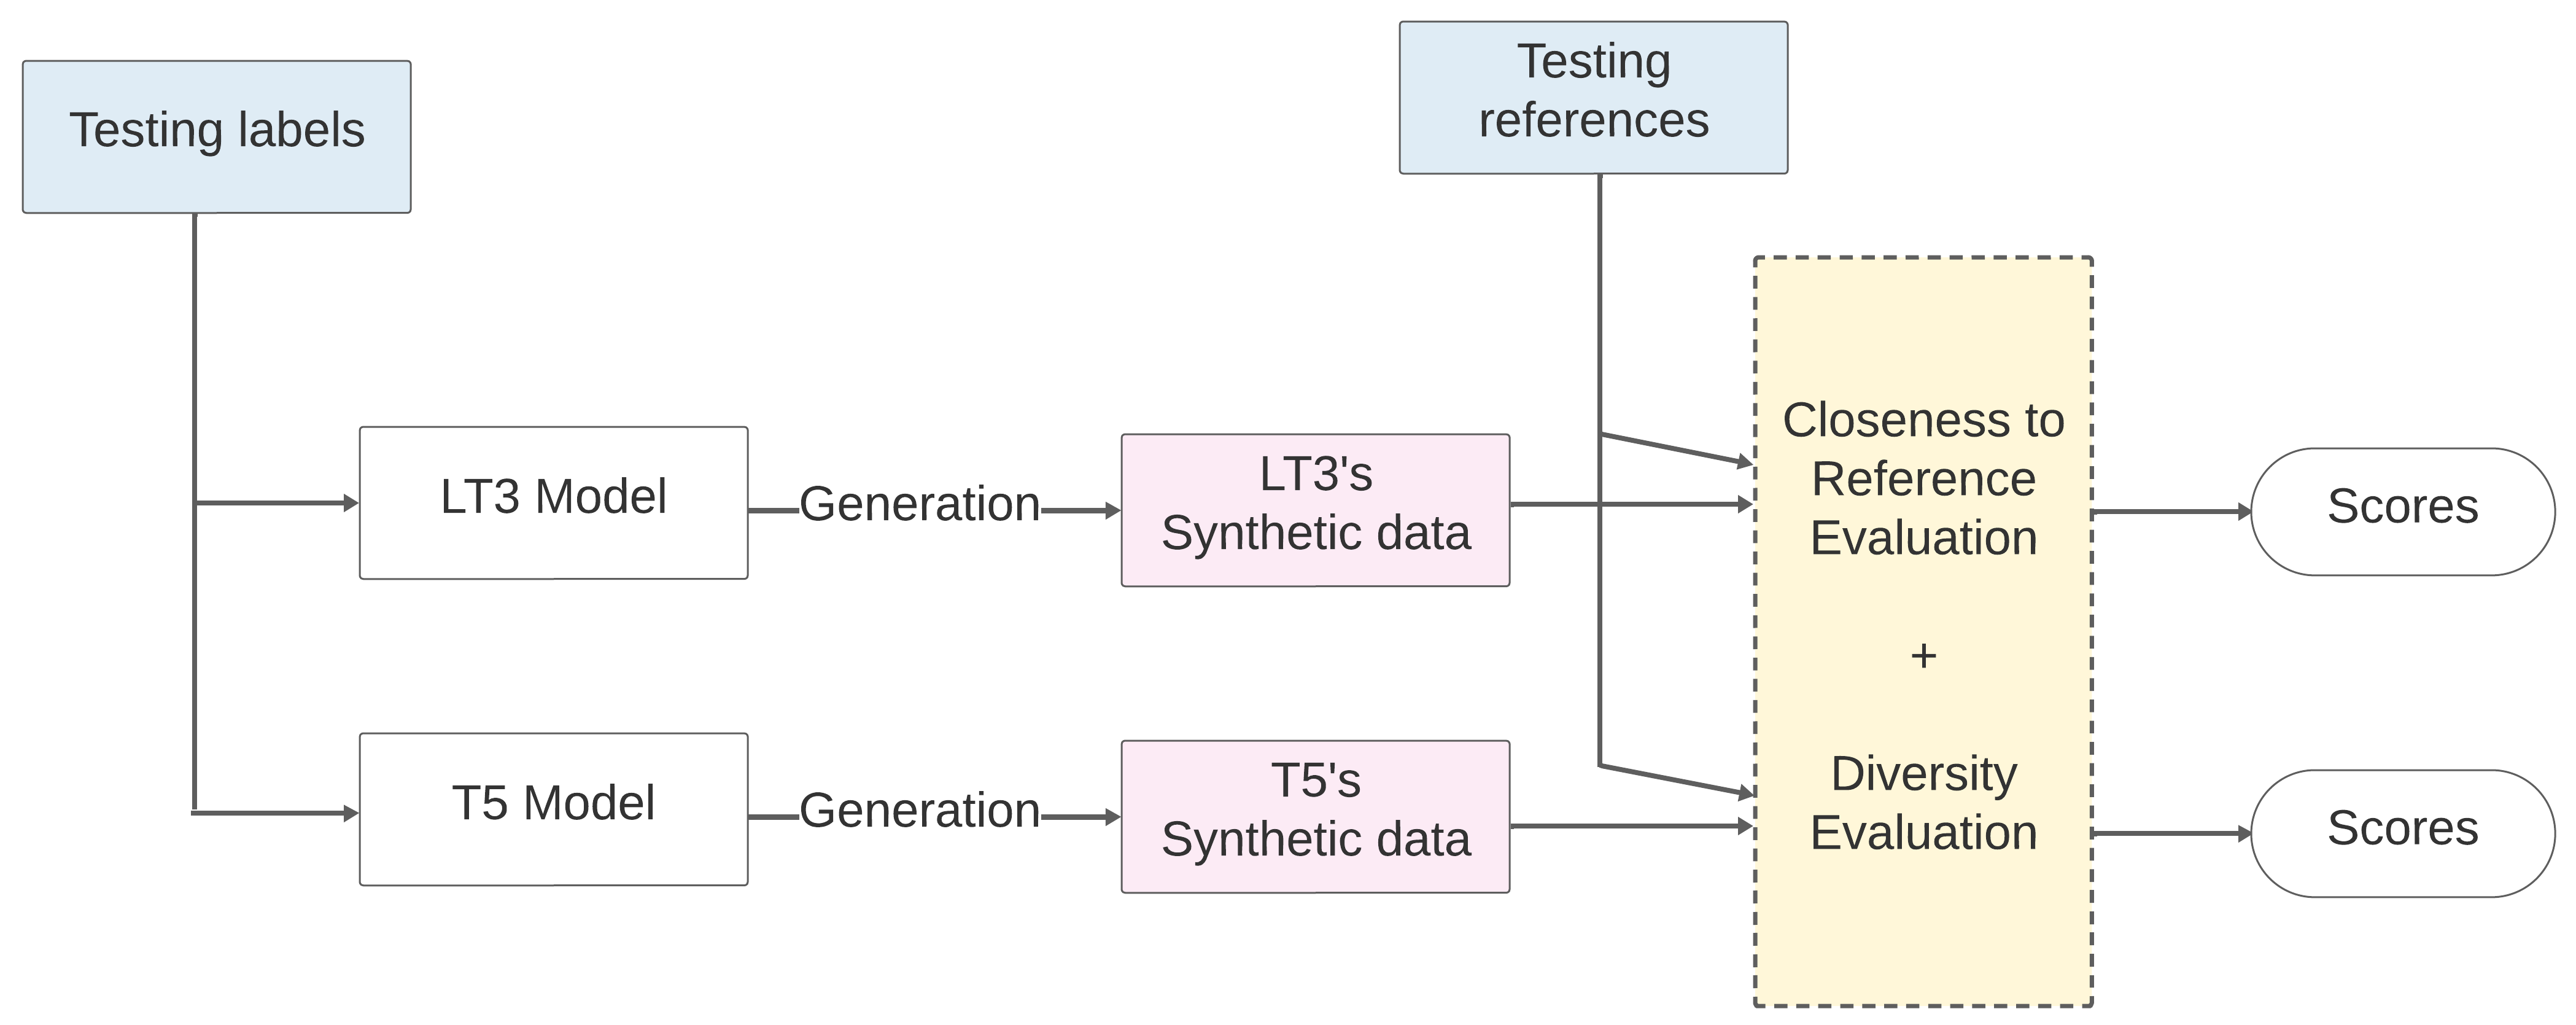 Testing labels
Testing
references
LT3 Model
Generation
LT3's
Synthetic data
T5 Model
Generation
T5's
Synthetic data
Closeness to
Reference
Evaluation
+
Diversity
Evaluation
Scores
Scores